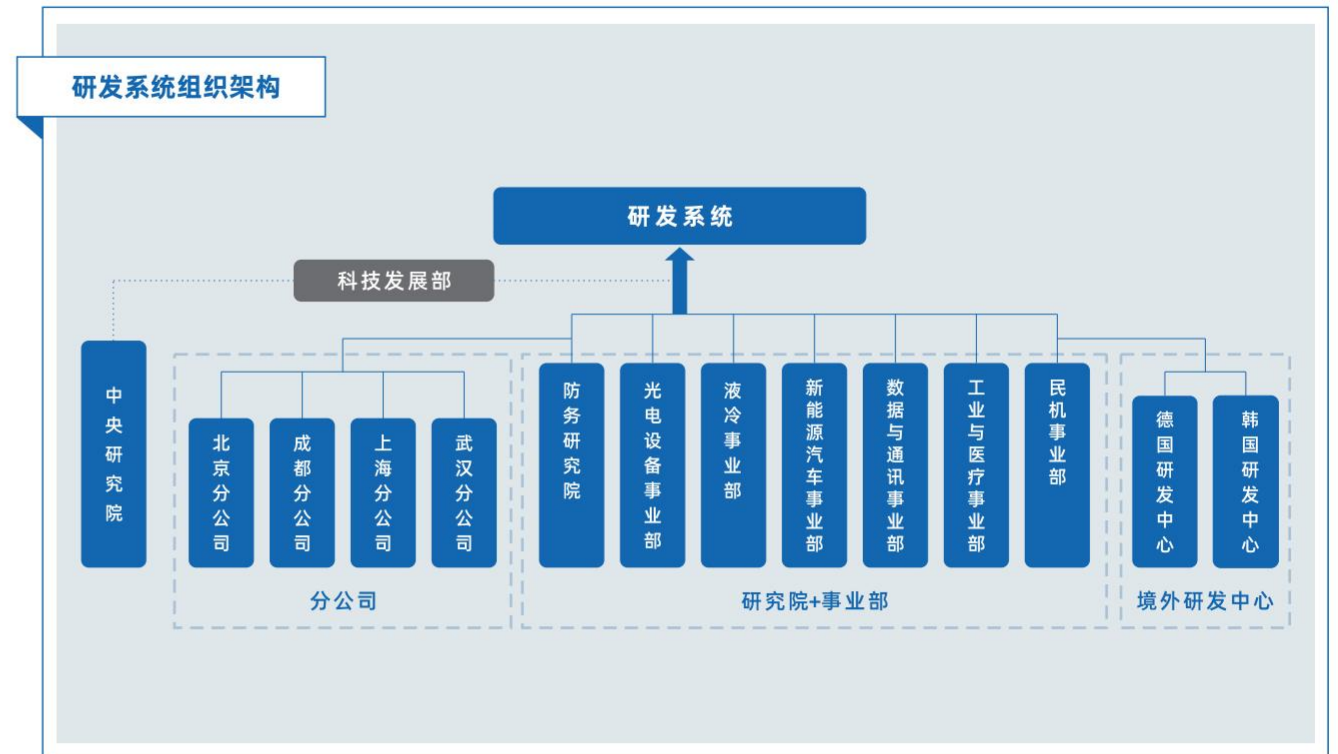 研发系统组织架构
研发系统
科技发展部
中央研究院
北京分公司
成都分公司
上海分公司
武汉分公司
防务研究院
光电设备事业部
液冷事业部
新能源汽车事业部
数据与通讯事业部
工业与医疗事业部
民机事业部
德国研发中心
韩国研发中心
分公司
研究院+事业部
境外研发中心